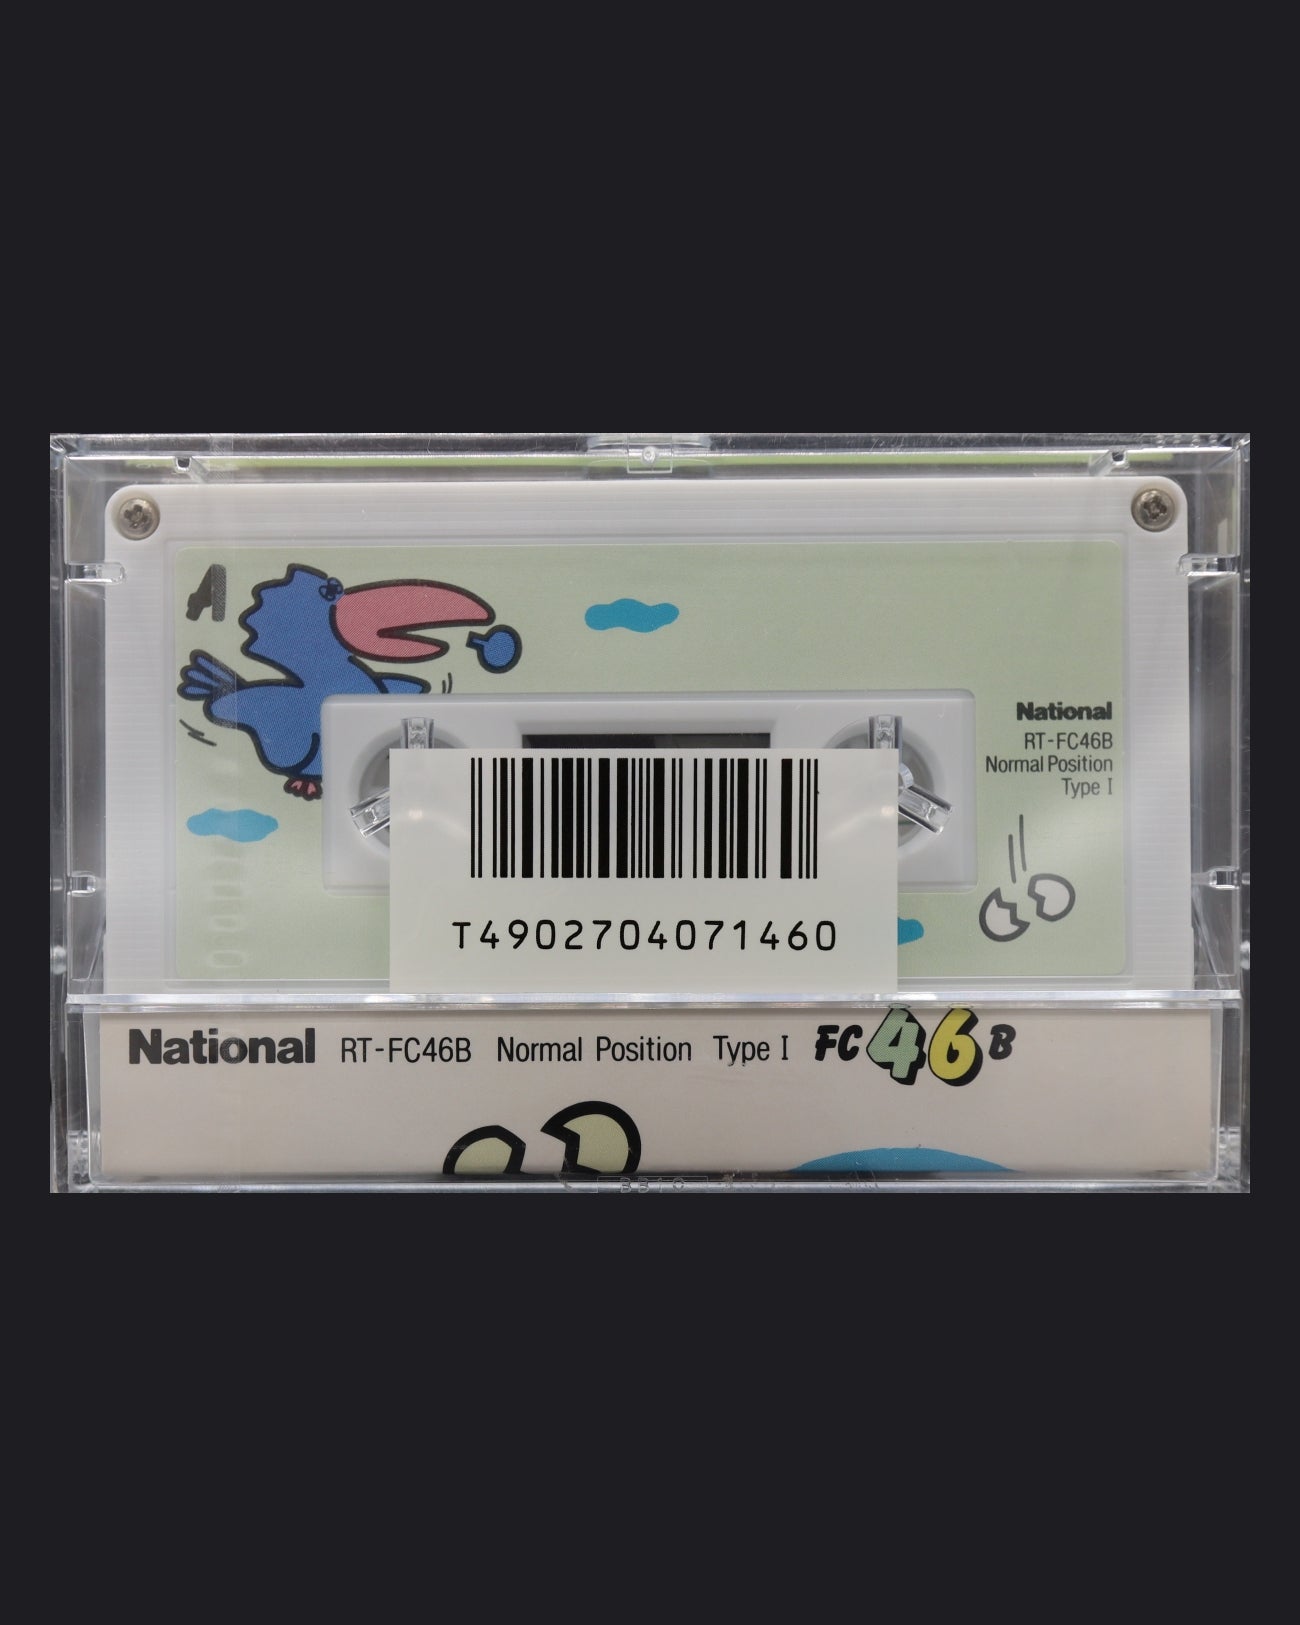 A
National
RT-FC46B
Normal Position
Type I
T4902704071460
National RT-FC46B Normal Position Type I FC46B